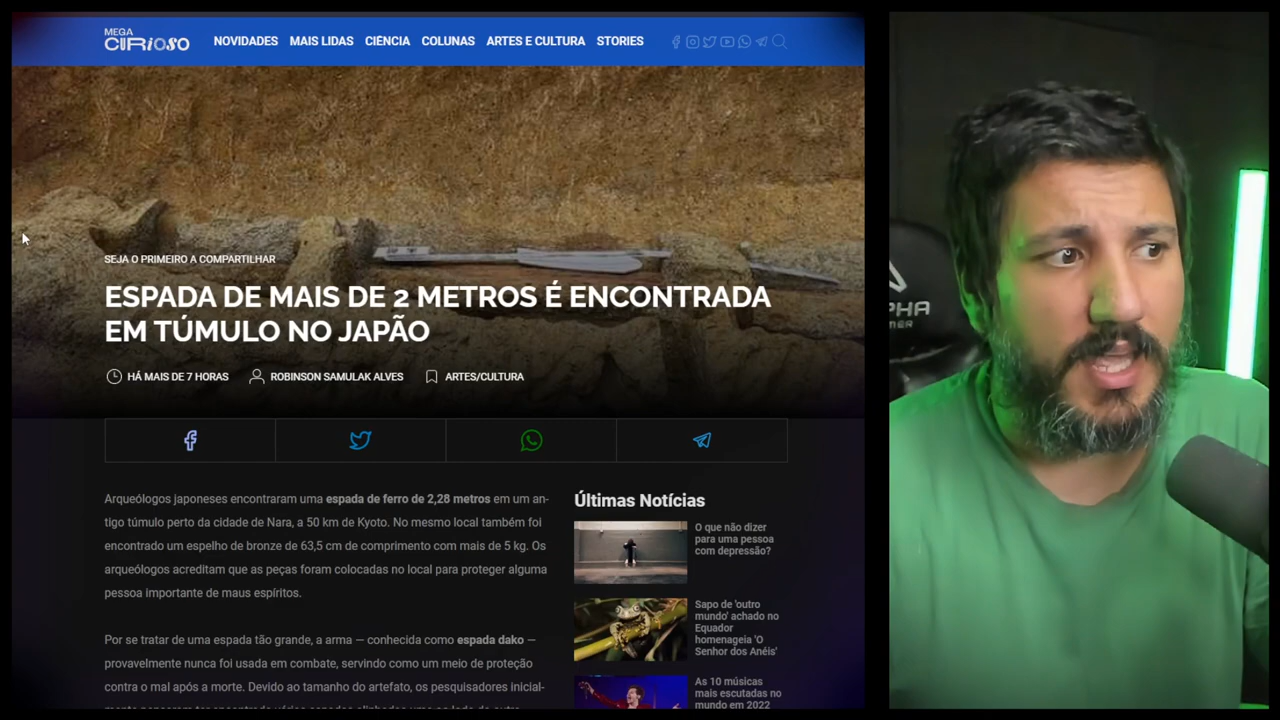 MEGA
CURIOSO
NOVIDADES MAIS LIDAS CIÊNCIA COLUNAS ARTES E CULTURA STORIES
SEJA O PRIMEIRO A COMPARTILHAR
ESPADA DE MAIS DE 2 METROS É ENCONTRADA
EM TÚMULO NO JAPÃO
HÁ MAIS DE 7 HORAS ROBINSON SAMULAK ALVES ARTES/CULTURA
Arqueólogos japoneses encontraram uma espada de ferro de 2,28 metros em um an-
tigo túmulo perto da cidade de Nara, a 50 km de Kyoto. No mesmo local também foi
encontrado um espelho de bronze de 63,5 cm de comprimento com mais de 5 kg. Os
arqueólogos acreditam que as peças foram colocadas no local para proteger alguma
pessoa importante de maus espíritos.
Por se tratar de uma espada tão grande, a arma — conhecida como espada dako —
provavelmente nunca foi usada em combate, servindo como um meio de proteção
contra o mal após a morte. Devido ao tamanho do artefato, os pesquisadores inicial-
Últimas Notícias
O que não dizer
para uma pessoa
com depressão?
Sapo de 'outro
mundo' achado no
Equador
homenageia 'O
Senhor dos Anéis'
As 10 músicas
mais escutadas no
mundo em 2022